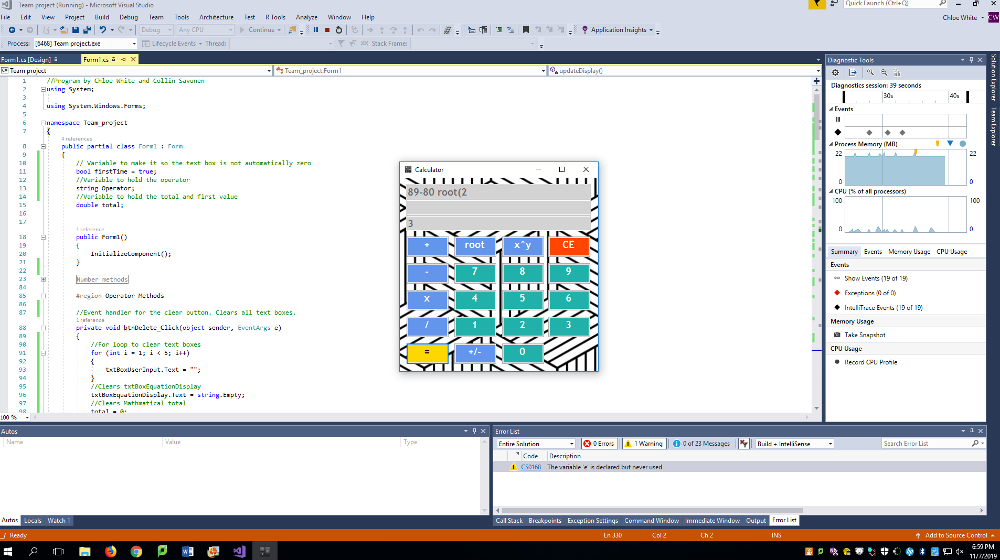 Team project (Running) - Microsoft Visual Studio
Quick Launch (Ctrl+Q)
File Edit View Project Build Debug Team Tools Architecture Test R Tools Analyze Window Help
Chloe White CW
Debug Any CPU Continue Application Insights
Process: [6468] Team project.exe Lifecycle Events Thread: Stack Frame:
Form1.cs [Design] Form1.cs
C# Team project Team_project.Form1 updateDisplay()
1 //Program by Chloe White and Collin Savunen
2 using System;
3
4 using System.Windows.Forms;
5
6 namespace Team_project
7 {
4 references
8 public partial class Form1 : Form
9 {
10 // Variable to make it so the text box is not automatically zero
11 bool firstTime = true;
12 //Variable to hold the operator
13 string Operator;
14 //Variable to hold the total and first value
15 double total;
16
17
1 reference
18 public Form1()
19 {
20 InitializeComponent();
21 }
22
23 Number methods
84
85 #region Operator Methods
86
87 //Event handler for the clear button. Clears all text boxes.
1 reference
88 private void btnDelete_Click(object sender, EventArgs e)
89 {
90 //For loop to clear text boxes
91 for (int i = 1; i < 5; i++)
92 {
93 txtBoxUserInput.Text = "";
94 }
95 //Clears txtBoxEquationDisplay
96 txtBoxEquationDisplay.Text = string.Empty;
97 //Clears Mathmatical total
98 total = 0;
100 %
Calculator
89-80 root(2
3
+ root x^y CE
- 7 8 9
x 4 5 6
/ 1 2 3
= +/- 0
Diagnostic Tools
Diagnostics session: 39 seconds
30s 40s
Events
Process Memory (MB)
22 22
0 0
CPU (% of all processors)
100 100
0 0
Summary Events Memory Usage CPU Usage
Events
Show Events (19 of 19)
Exceptions (0 of 0)
IntelliTrace Events (19 of 19)
Memory Usage
Take Snapshot
CPU Usage
Record CPU Profile
Solution Explorer
Team Explorer
Autos
Name Value Type
Autos Locals Watch 1
Error List
Entire Solution 0 Errors 1 Warning 0 of 23 Messages Build + IntelliSense Search Error List
Code Description
CS0168 The variable 'e' is declared but never used
Call Stack Breakpoints Exception Settings Command Window Immediate Window Output Error List
Ready Ln 330 Col 2 Ch 2 INS Add to Source Control
6:59 PM
11/7/2019